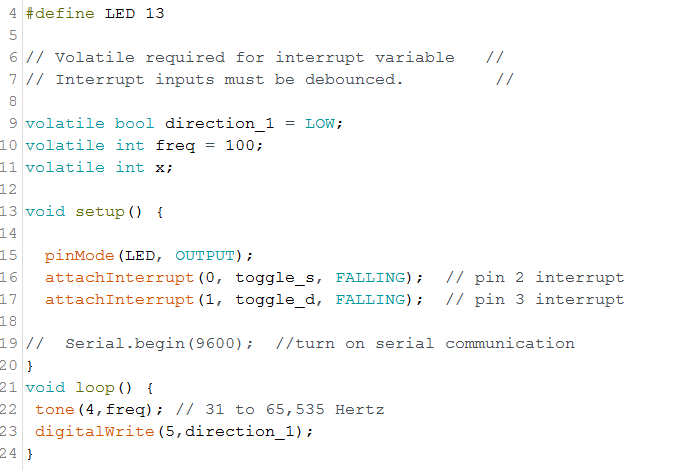 4 #define LED 13
5
6 // Volatile required for interrupt variable   //
7 // Interrupt inputs must be debounced.         //
8
9 volatile bool direction_1 = LOW;
10 volatile int freq = 100;
11 volatile int x;
12
13 void setup() {
14
15   pinMode(LED, OUTPUT);
16   attachInterrupt(0, toggle_s, FALLING);  // pin 2 interrupt
17   attachInterrupt(1, toggle_d, FALLING);  // pin 3 interrupt
18
19 //  Serial.begin(9600);  //turn on serial communication
20 }
21 void loop() {
22  tone(4,freq); // 31 to 65,535 Hertz
23  digitalWrite(5,direction_1);
24 }